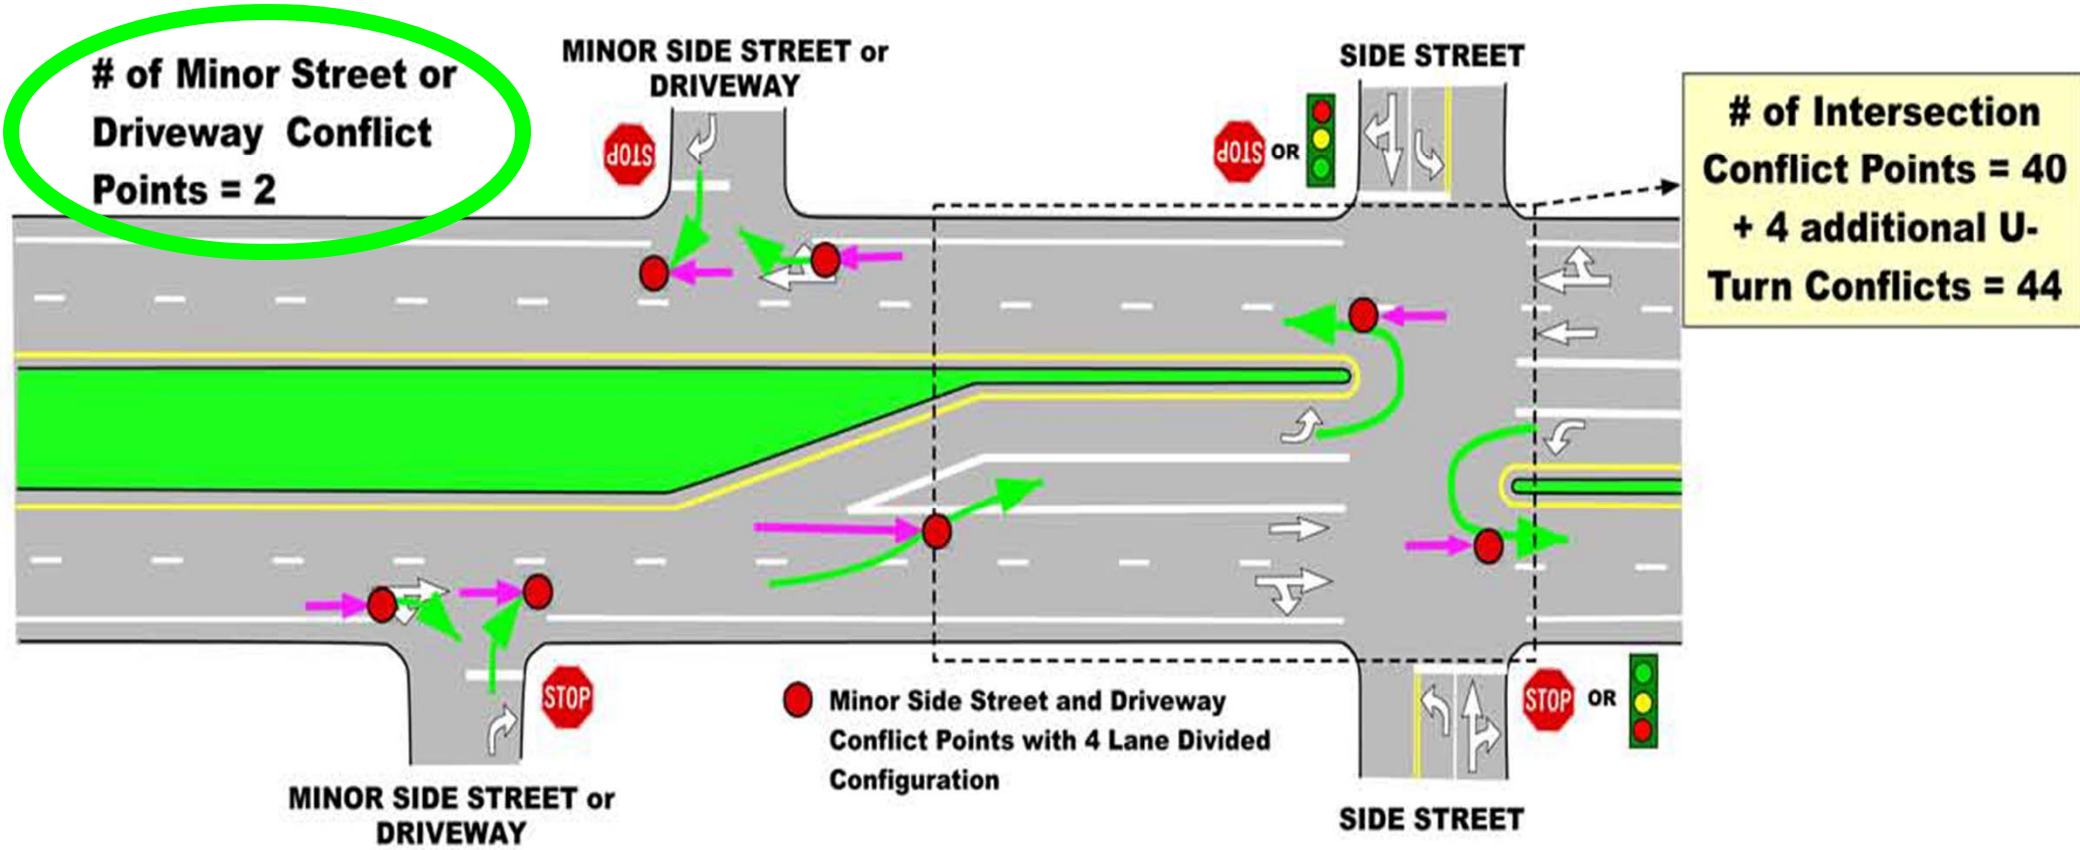 # of Minor Street or
Driveway Conflict
Points = 2
MINOR SIDE STREET or
DRIVEWAY
STOP
SIDE STREET
STOP OR
# of Intersection
Conflict Points = 40
+ 4 additional U-
Turn Conflicts = 44
STOP
MINOR SIDE STREET or
DRIVEWAY
Minor Side Street and Driveway
Conflict Points with 4 Lane Divided
Configuration
STOP OR
SIDE STREET